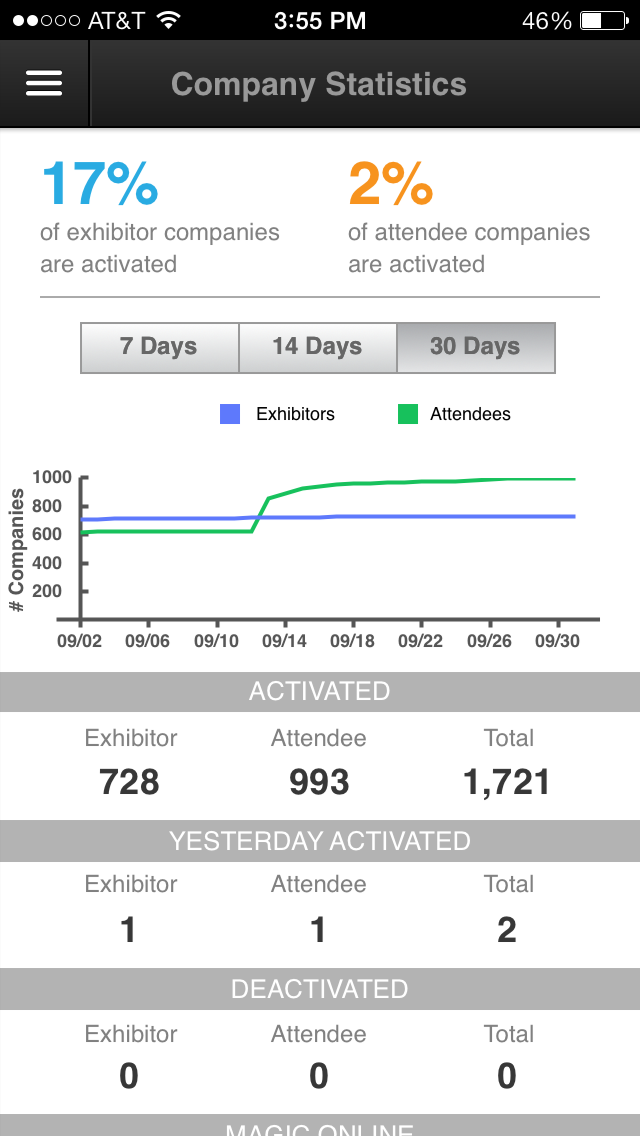 AT&T 3:55 PM 46%
Company Statistics
17% 2%
of exhibitor companies of attendee companies
are activated are activated
7 Days 14 Days 30 Days
Exhibitors Attendees
# Companies
1000
800
600
400
200
09/02 09/06 09/10 09/14 09/18 09/22 09/26 09/30
ACTIVATED
Exhibitor Attendee Total
728 993 1,721
YESTERDAY ACTIVATED
Exhibitor Attendee Total
1 1 2
DEACTIVATED
Exhibitor Attendee Total
0 0 0
MAGIC ONLINE